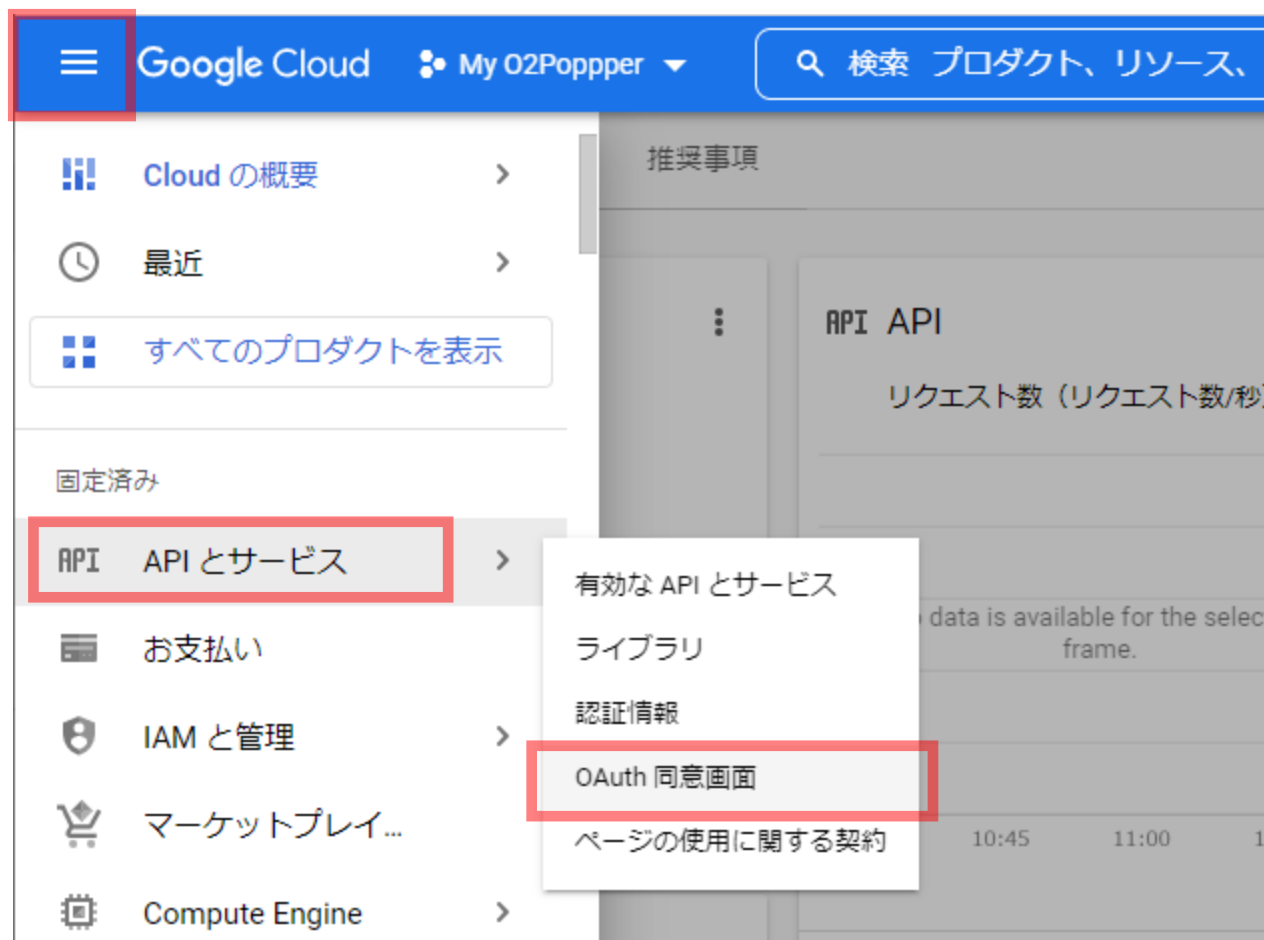 Google Cloud My O2Poppper 検索 プロダクト、リソース、
Cloud の概要
推奨事項
最近
すべてのプロダクトを表示
API API
リクエスト数（リクエスト数/秒）
固定済み
API API とサービス
有効な API とサービス
data is available for the selec
frame.
お支払い
ライブラリ
認証情報
IAM と管理
OAuth 同意画面
マーケットプレイ...
ページの使用に関する契約
10:45 11:00
Compute Engine